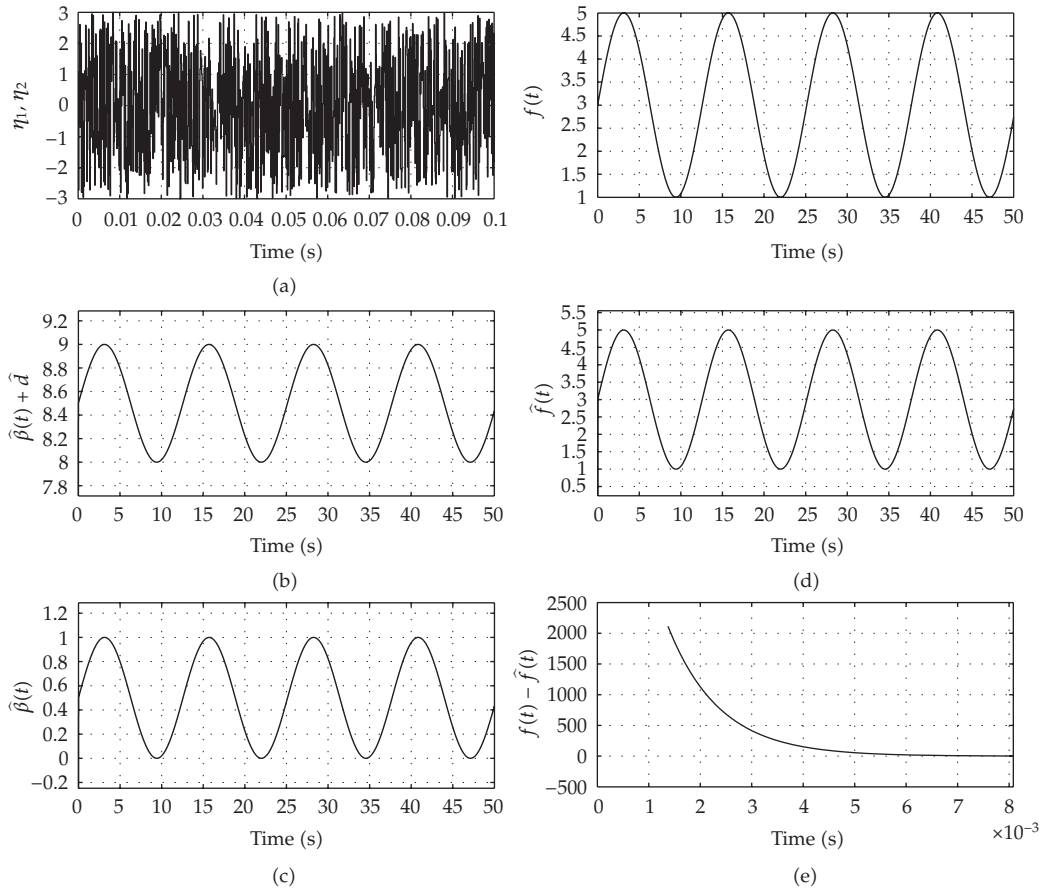 3
2
1
0
−1
−2
−3
η1, η2
0 0.01 0.02 0.03 0.04 0.05 0.06 0.07 0.08 0.09 0.1
Time (s)
(a)
5
4.5
4
3.5
3
2.5
2
1.5
1
f(t)
0 5 10 15 20 25 30 35 40 45 50
Time (s)
9.2
9
8.8
8.6
8.4
8.2
8
7.8
β̂(t) + d̂
0 5 10 15 20 25 30 35 40 45 50
Time (s)
(b)
5.5
5
4.5
4
3.5
3
2.5
2
1.5
1
0.5
f̂(t)
0 5 10 15 20 25 30 35 40 45 50
Time (s)
(d)
1.2
1
0.8
0.6
0.4
0.2
0
−0.2
β̂(t)
0 5 10 15 20 25 30 35 40 45 50
Time (s)
(c)
2500
2000
1500
1000
500
0
−500
f(t) − f̂(t)
0 1 2 3 4 5 6 7 8
×10−3
Time (s)
(e)